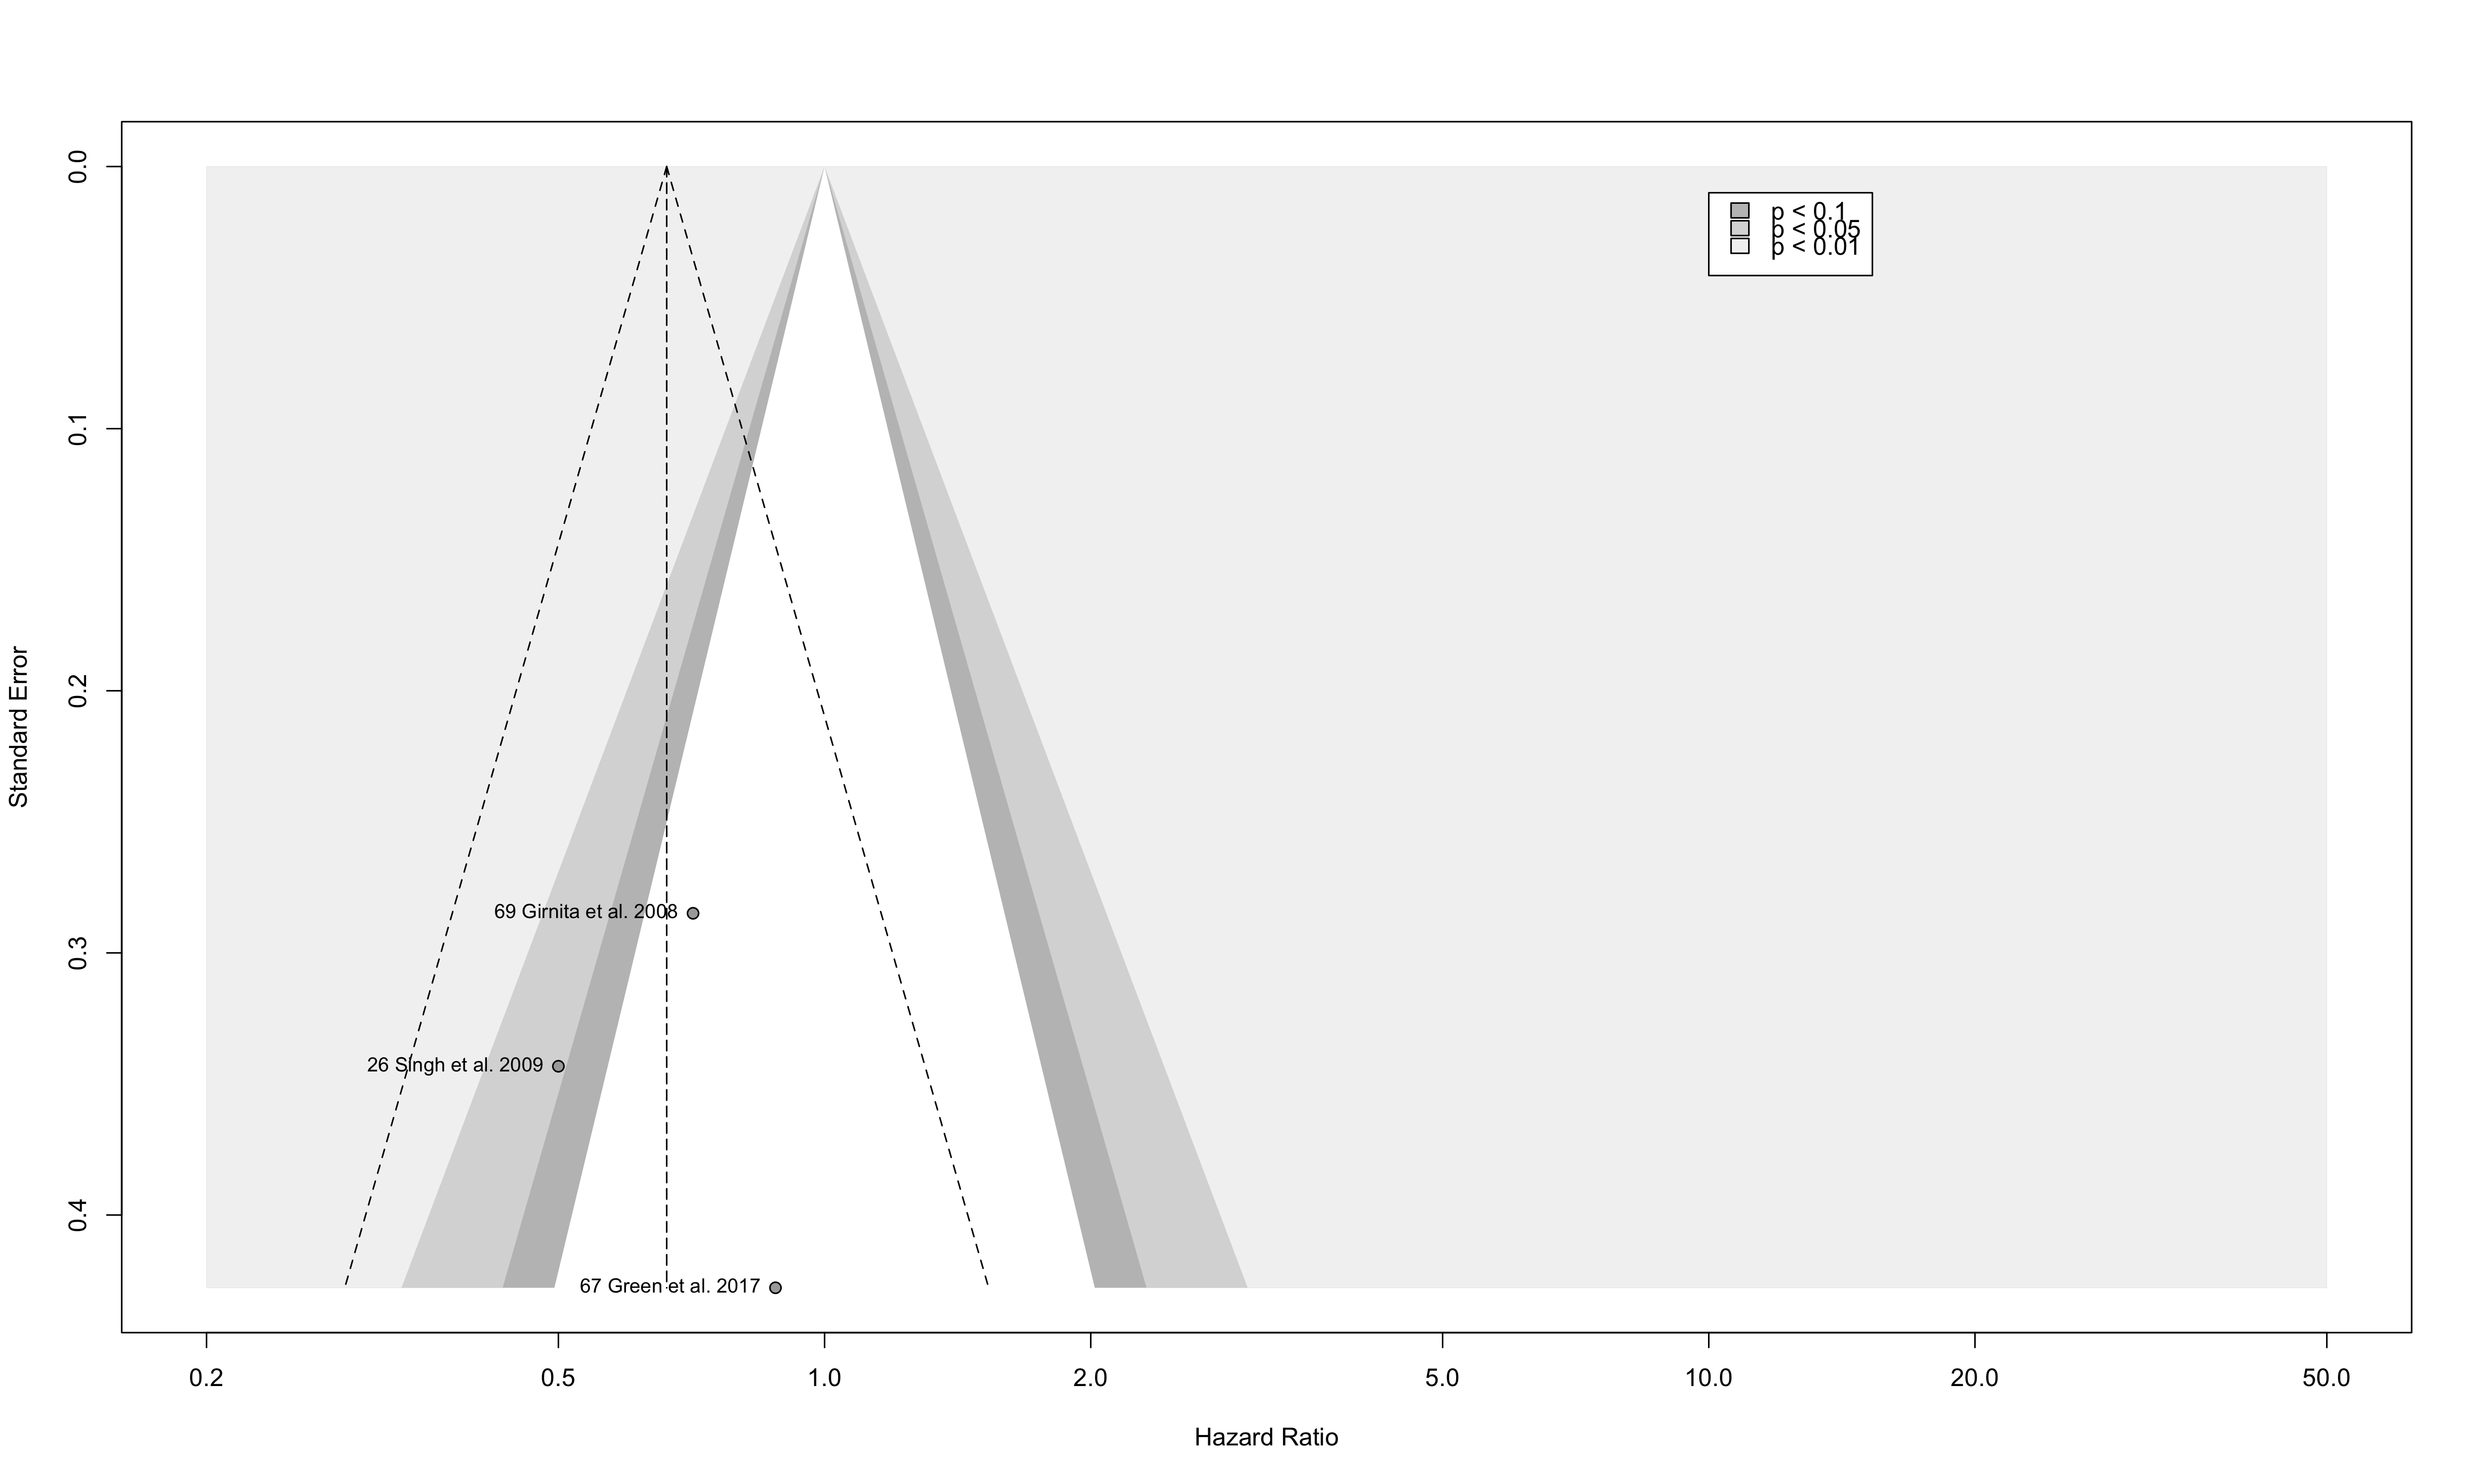 p < 0.1
p < 0.05
p < 0.01
0.0
0.1
0.2
0.3
0.4
Standard Error
69 Girnita et al. 2008
26 Singh et al. 2009
67 Green et al. 2017
0.2 0.5 1.0 2.0 5.0 10.0 20.0 50.0
Hazard Ratio